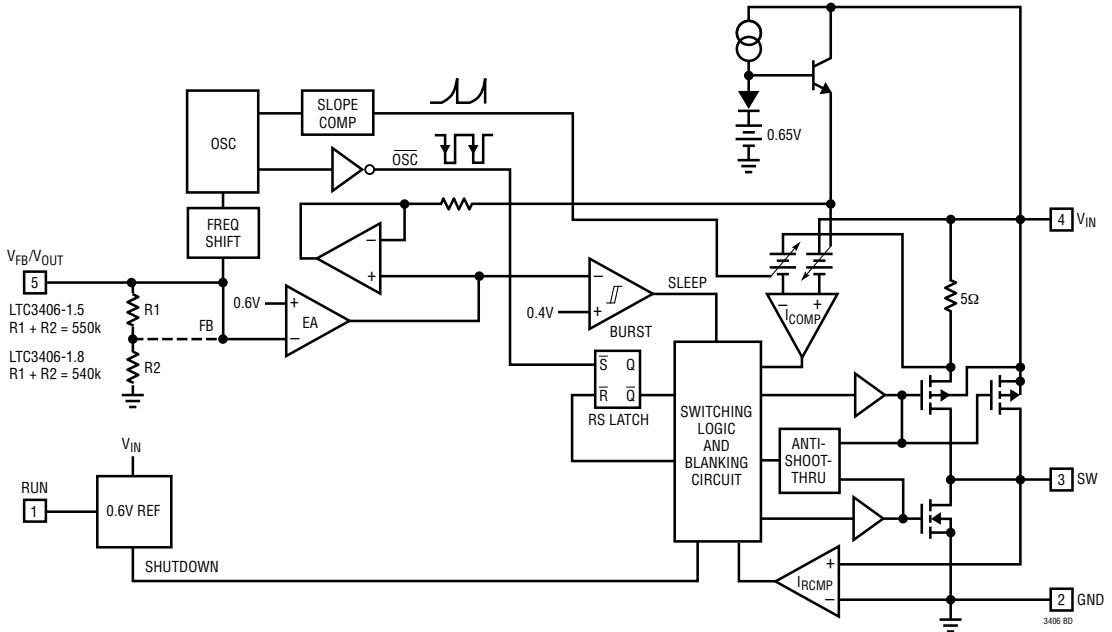 0.65V
SLOPE
COMP
OSC
OSC
FREQ
SHIFT
4
VIN
VFB/VOUT
5
–
+
LTC3406-1.5
R1 + R2 = 550k
R1
FB
0.6V
+
–
EA
–
+
0.4V
BURST
SLEEP
– +
ICOMP
5Ω
LTC3406-1.8
R1 + R2 = 540k
R2
S Q
R Q
RS LATCH
SWITCHING
LOGIC
AND
BLANKING
CIRCUIT
ANTI-
SHOOT-
THRU
3
SW
VIN
RUN
1
0.6V REF
SHUTDOWN
+
–
IRCMP
2
GND
3406 BD